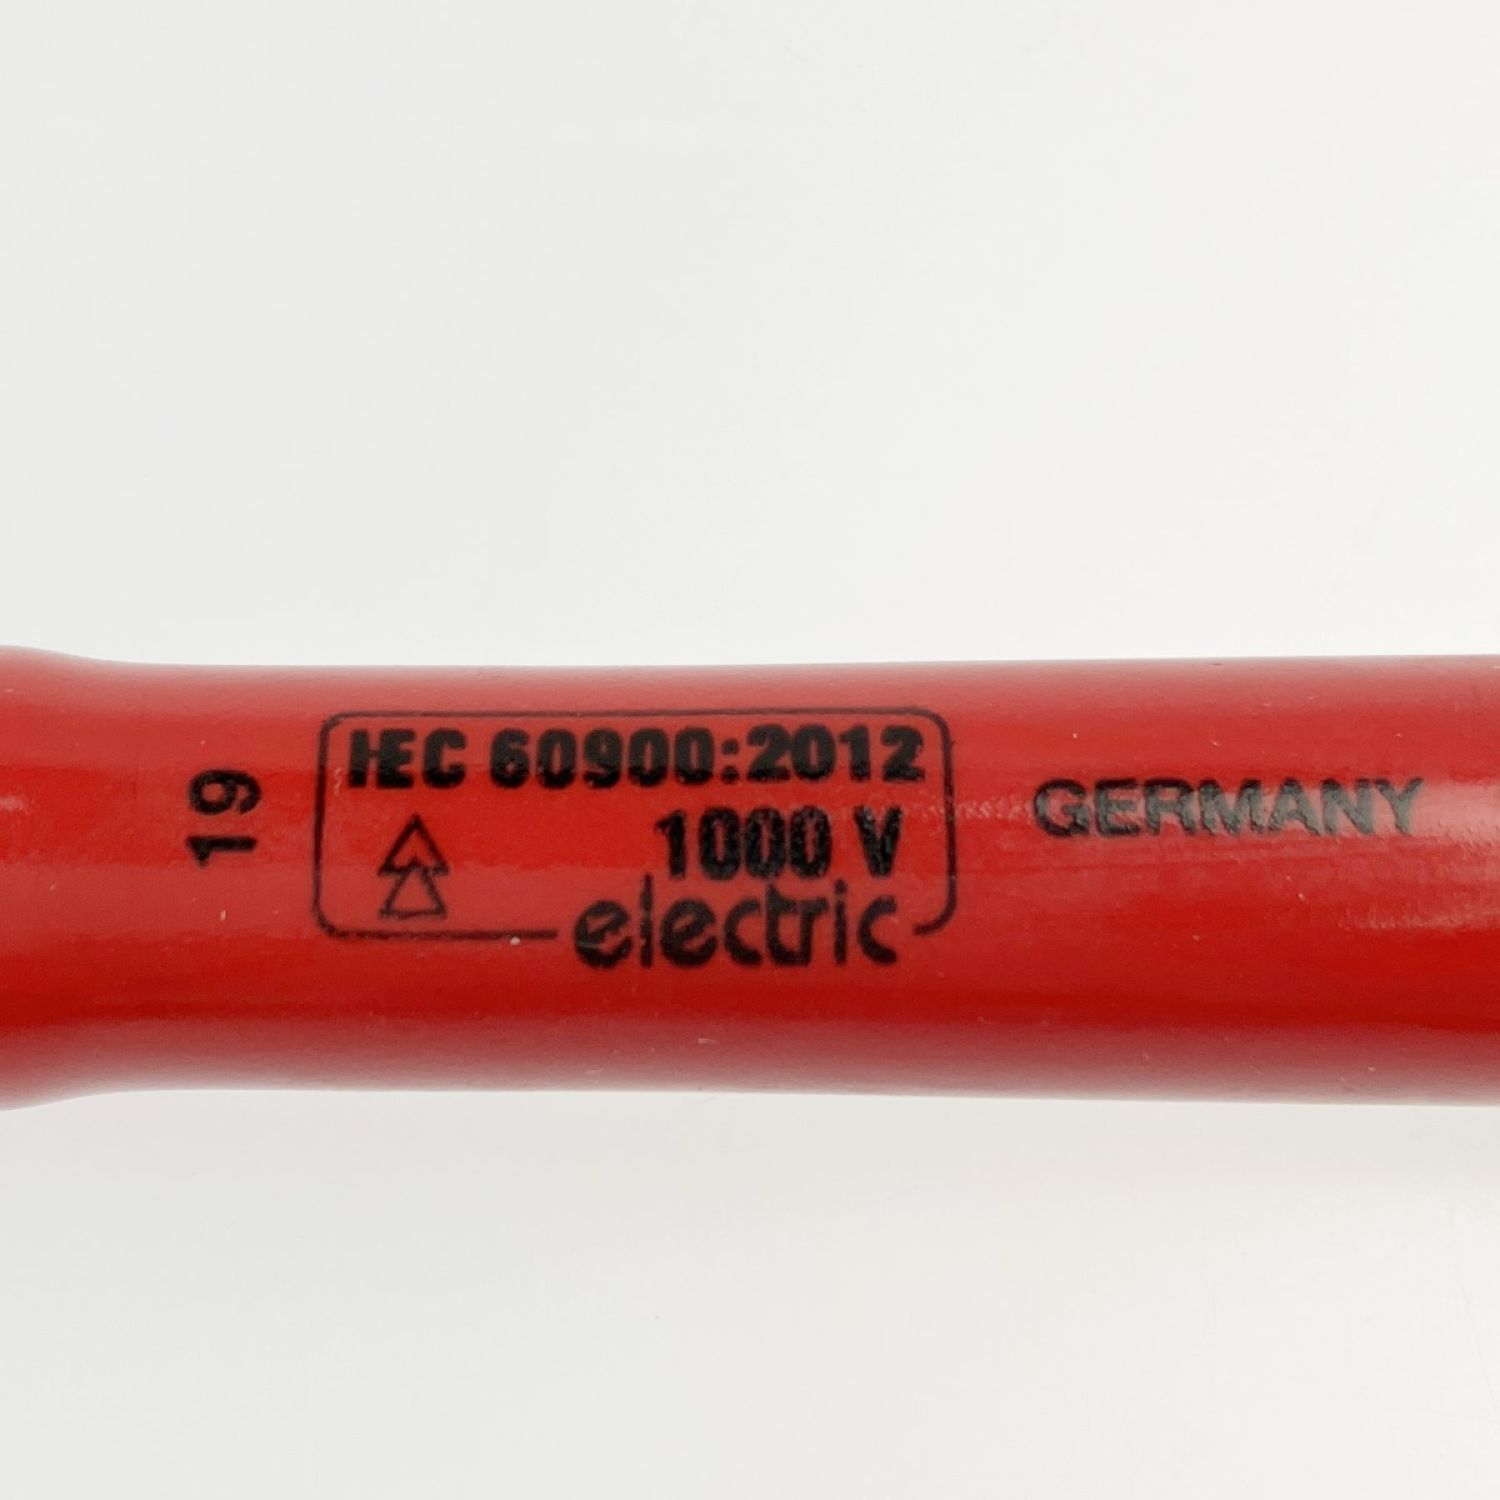 19
IEC 60900:2012
1000 V
electric
GERMANY